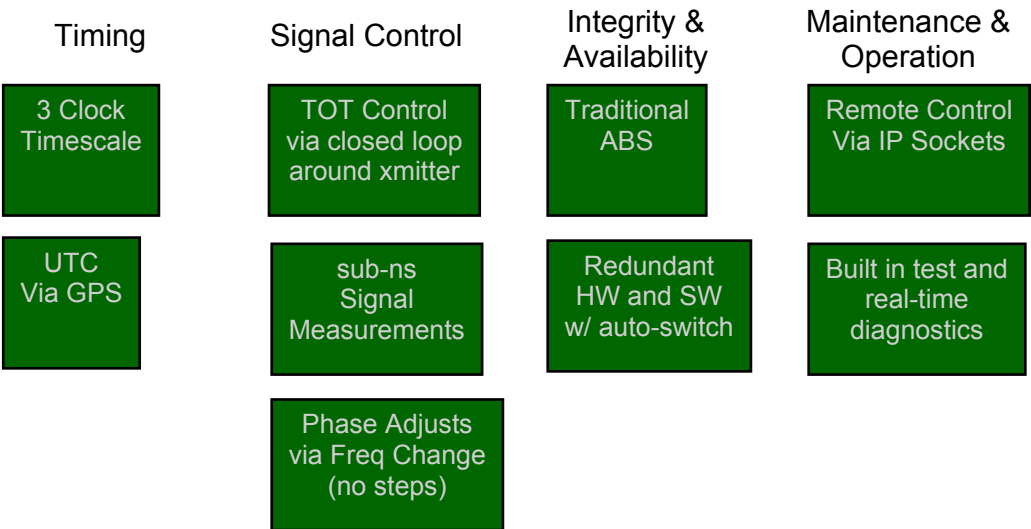 Timing
Signal Control
Integrity &
Availability
Maintenance &
Operation
3 Clock
Timescale
TOT Control
via closed loop
around xmitter
Traditional
ABS
Remote Control
Via IP Sockets
UTC
Via GPS
sub-ns
Signal
Measurements
Redundant
HW and SW
w/ auto-switch
Built in test and
real-time
diagnostics
Phase Adjusts
via Freq Change
(no steps)